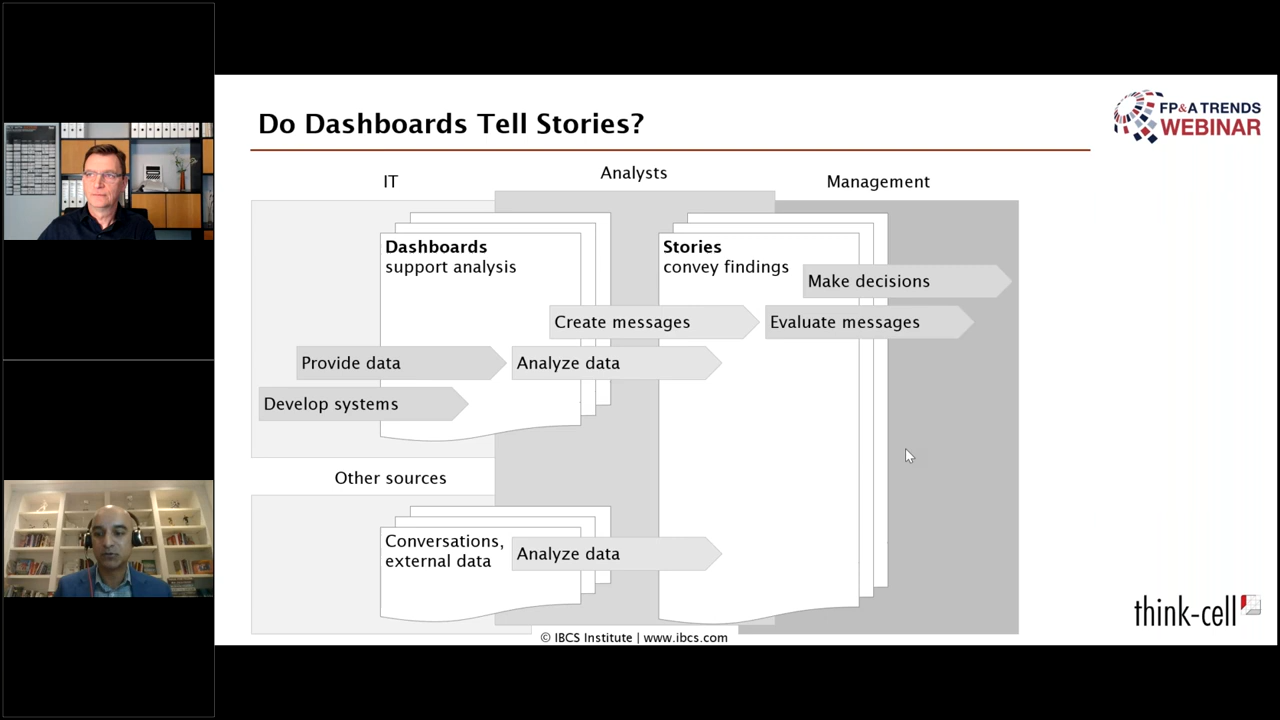 Do Dashboards Tell Stories?
FP&A TRENDS
WEBINAR
IT
Analysts
Management
Dashboards
support analysis
Stories
convey findings
Make decisions
Create messages
Evaluate messages
Provide data
Analyze data
Develop systems
Other sources
Conversations,
external data
Analyze data
think-cell
© IBCS Institute | www.ibcs.com